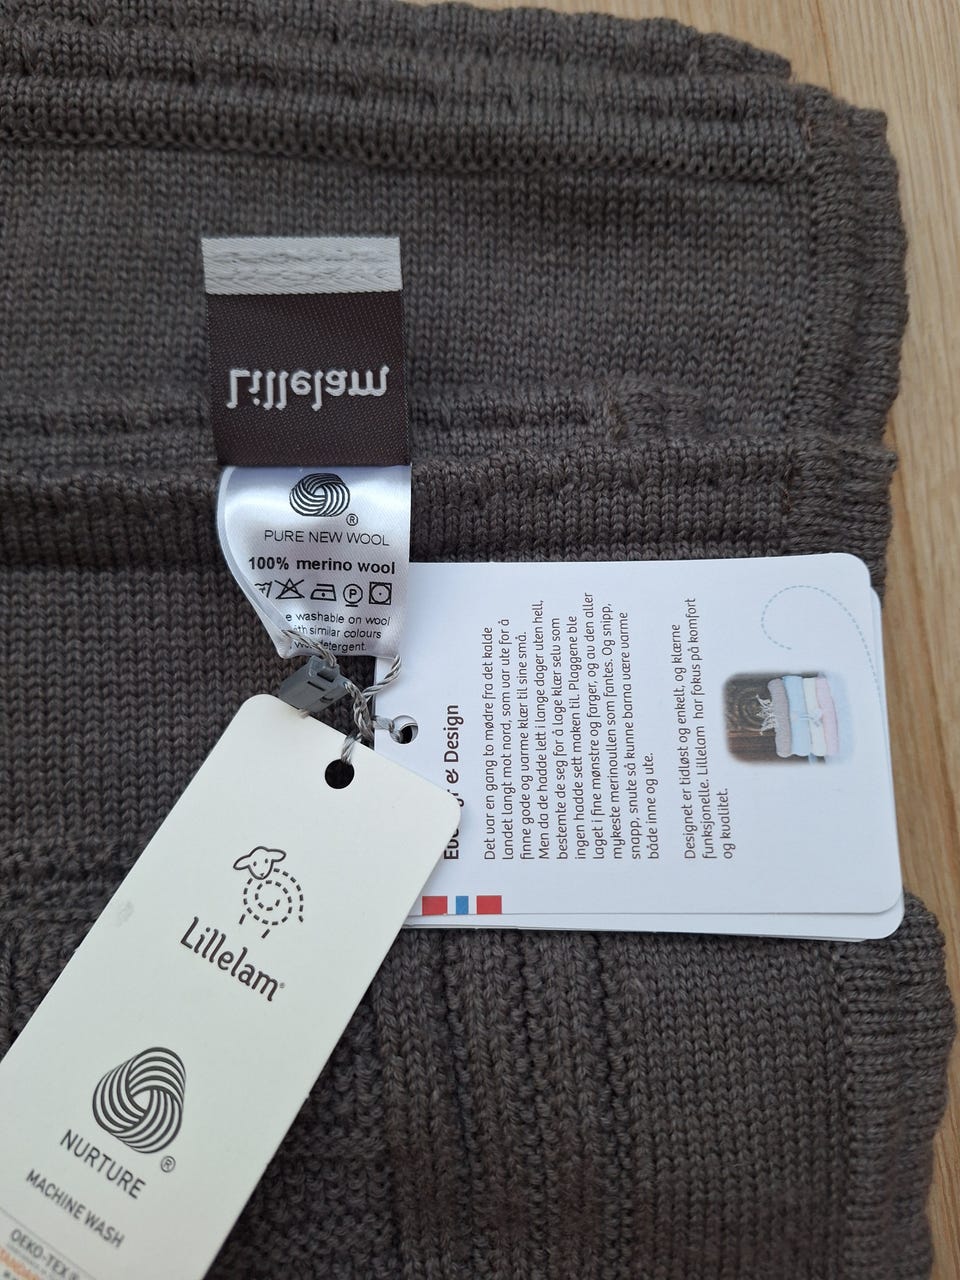 Lillelam
PURE NEW WOOL
100% merino wool
washable on wool
similar colours
detergent.
& Design
Det var en gang to mødre fra det kalde
landet langt mot nord, som var ute for å
finne gode og varme klær til sine små.
Men da de hadde lett i lange dager uten hell,
bestemte de seg for å lage klær selv som
ingen hadde sett maken til. Plaggene ble
laget i fine mønstre og farger, og av den aller
mykeste merinoullen som fantes. Og snipp,
snapp, snute så kunne barna være varme
både inne og ute.
Designet er tidløst og enkelt, og klærne
funksjonelle. Lillelam har fokus på komfort
og kvalitet.
Lillelam®
NURTURE
MACHINE WASH
OEKO-TEX®